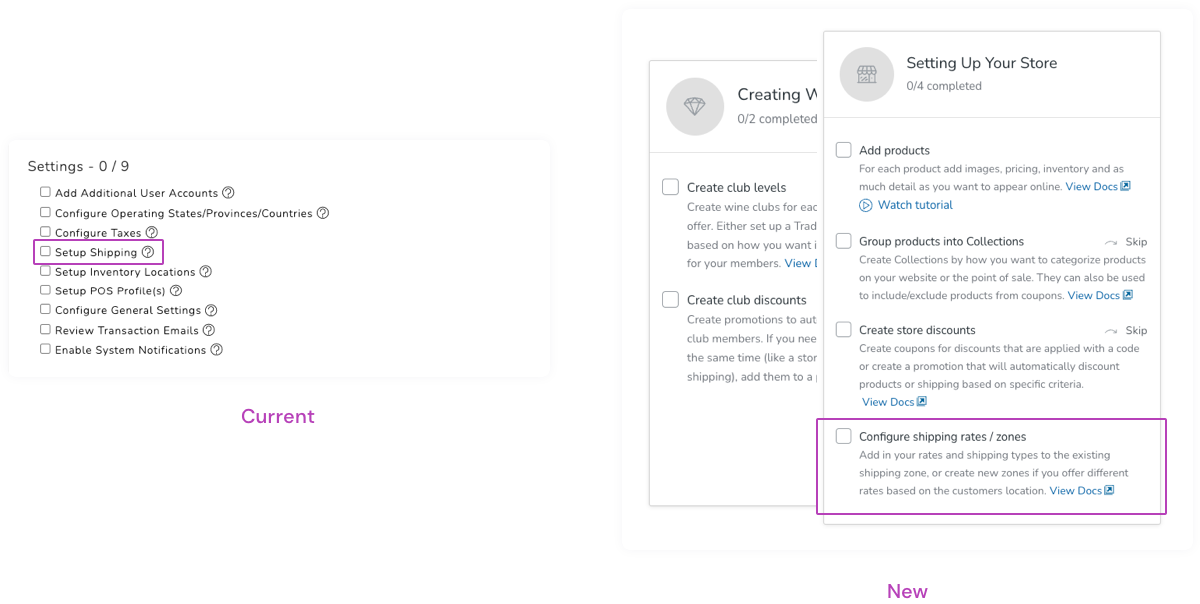 Settings - 0 / 9
Add Additional User Accounts
Configure Operating States/Provinces/Countries
Configure Taxes
Setup Shipping
Setup Inventory Locations
Setup POS Profile(s)
Configure General Settings
Review Transaction Emails
Enable System Notifications
Current
Creating W
0/2 completed
Create club levels
Create wine clubs for eac
offer. Either set up a Trad
based on how you want i
for your members. View D
Create club discounts
Create promotions to aut
club members. If you nee
the same time (like a stor
shipping), add them to a p
Setting Up Your Store
0/4 completed
Add products
For each product add images, pricing, inventory and as
much detail as you want to appear online. View Docs
Watch tutorial
Group products into Collections Skip
Create Collections by how you want to categorize products
on your website or the point of sale. They can also be used
to include/exclude products from coupons. View Docs
Create store discounts Skip
Create coupons for discounts that are applied with a code
or create a promotion that will automatically discount
products or shipping based on specific criteria.
View Docs
Configure shipping rates / zones
Add in your rates and shipping types to the existing
shipping zone, or create new zones if you offer different
rates based on the customers location. View Docs
New